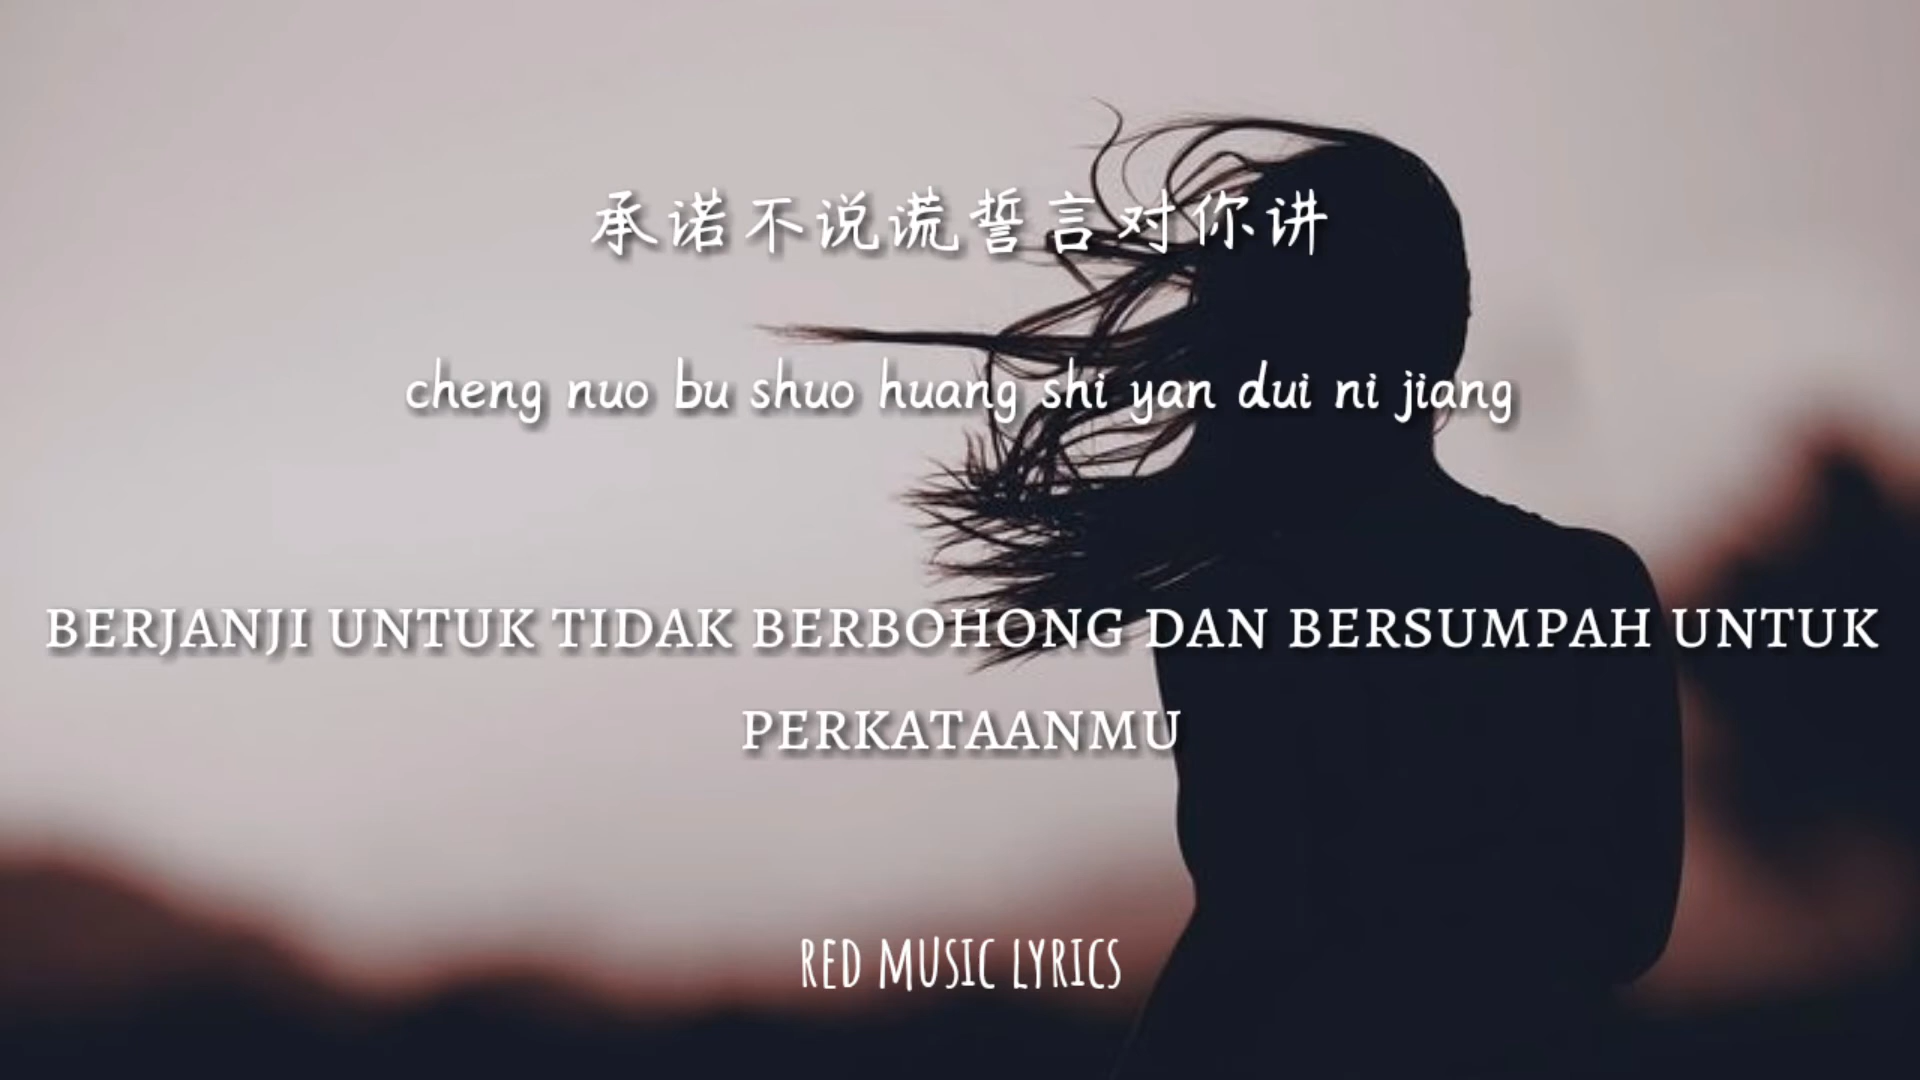 承诺不说谎誓言对你讲
cheng nuo bu shuo huang shi yan dui ni jiang
BERJANJI UNTUK TIDAK BERBOHONG DAN BERSUMPAH UNTUK
PERKATAANMU
RED MUSIC LYRICS